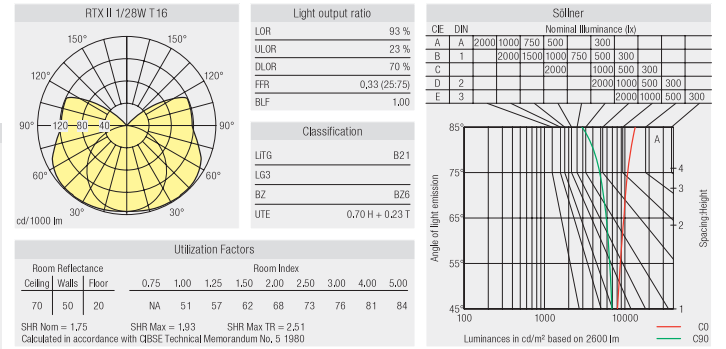 RTX II 1/28W T16
150° 150°
120° 120°
90° 120 80 40 90°
60° 60°
30° 30°
cd/1000 lm
Light output ratio
LOR 93 %
ULOR 23 %
DLOR 70 %
FFR 0,33 (25:75)
BLF 1.00
Classification
LiTG B21
LG3
BZ BZ6
UTE 0.70 H + 0.23 T
Söllner
CIE DIN Nominal Illuminance (lx)
A A 2000 1000 750 500 300
B 1 2000 1500 1000 750 500 300
C 2000 1000 500 300
D 2 2000 1000 500 300
E 3 2000 1000 500 300
85°
75°
65°
55°
45°
Angle of light emission
A
4
3
2
1
Spacing:Height
100 1000 10000
Luminances in cd/m² based on 2600 lm
C0
C90
Utilization Factors
Room Reflectance Room Index
Ceiling Walls Floor 0.75 1.00 1.25 1.50 2.00 2.50 3.00 4.00 5.00
70 50 20 NA 51 57 62 68 73 76 81 84
SHR Nom = 1,75 SHR Max = 1,93 SHR Max TR = 2,51
Calculated in accordance with CIBSE Technical Memorandum No. 5 1980